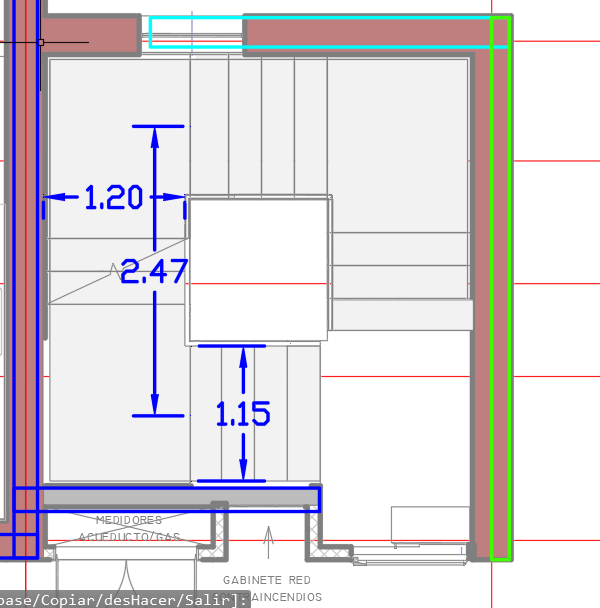 1.20
2.47
1.15
MEDIDORES
ACUEDUCTO/GAS
GABINETE RED
base/Copiar/desHacer/Salir]:
AINCENDIOS